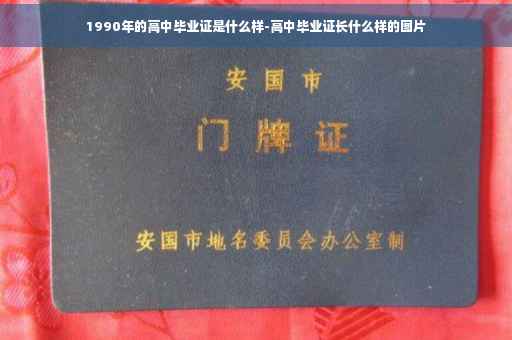 1990年的高中毕业证是什么样-高中毕业证长什么样的图片
安国市
门牌证
安国市地名委员会办公室制